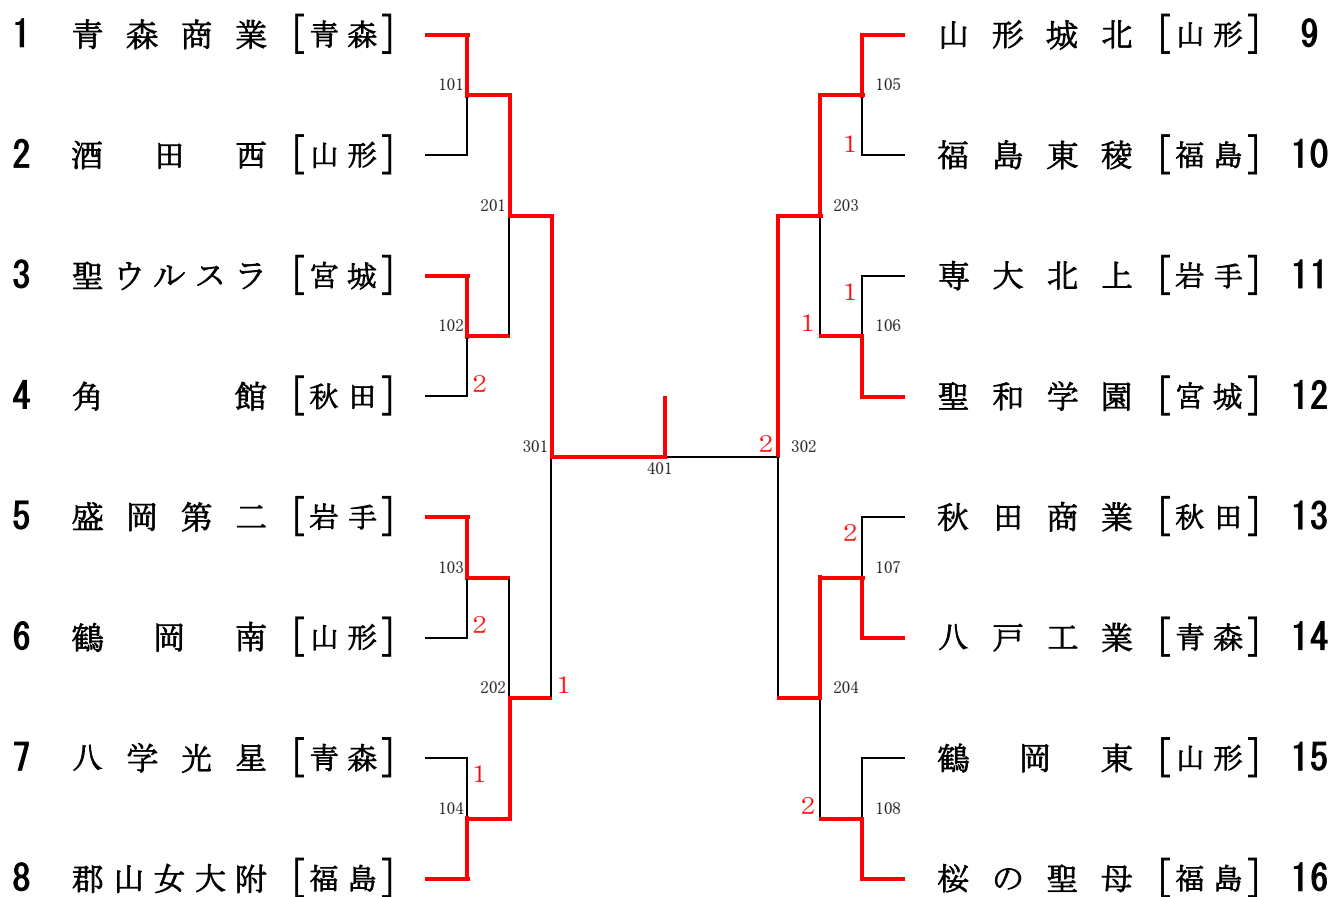 1 青森商業 [青森]
101
2 酒田西 [山形]
201
3 聖ウルスラ [宮城]
102
4 角館 [秋田]
2
301
5 盛岡第二 [岩手]
103
6 鶴岡南 [山形]
2
202
1
7 八学光星 [青森]
1
104
8 郡山女大附 [福島]
401
山形城北 [山形] 9
105
1
福島東稜 [福島] 10
203
専大北上 [岩手] 11
1
1
106
聖和学園 [宮城] 12
2
302
秋田商業 [秋田] 13
2
107
八戸工業 [青森] 14
204
鶴岡東 [山形] 15
2
108
桜の聖母 [福島] 16